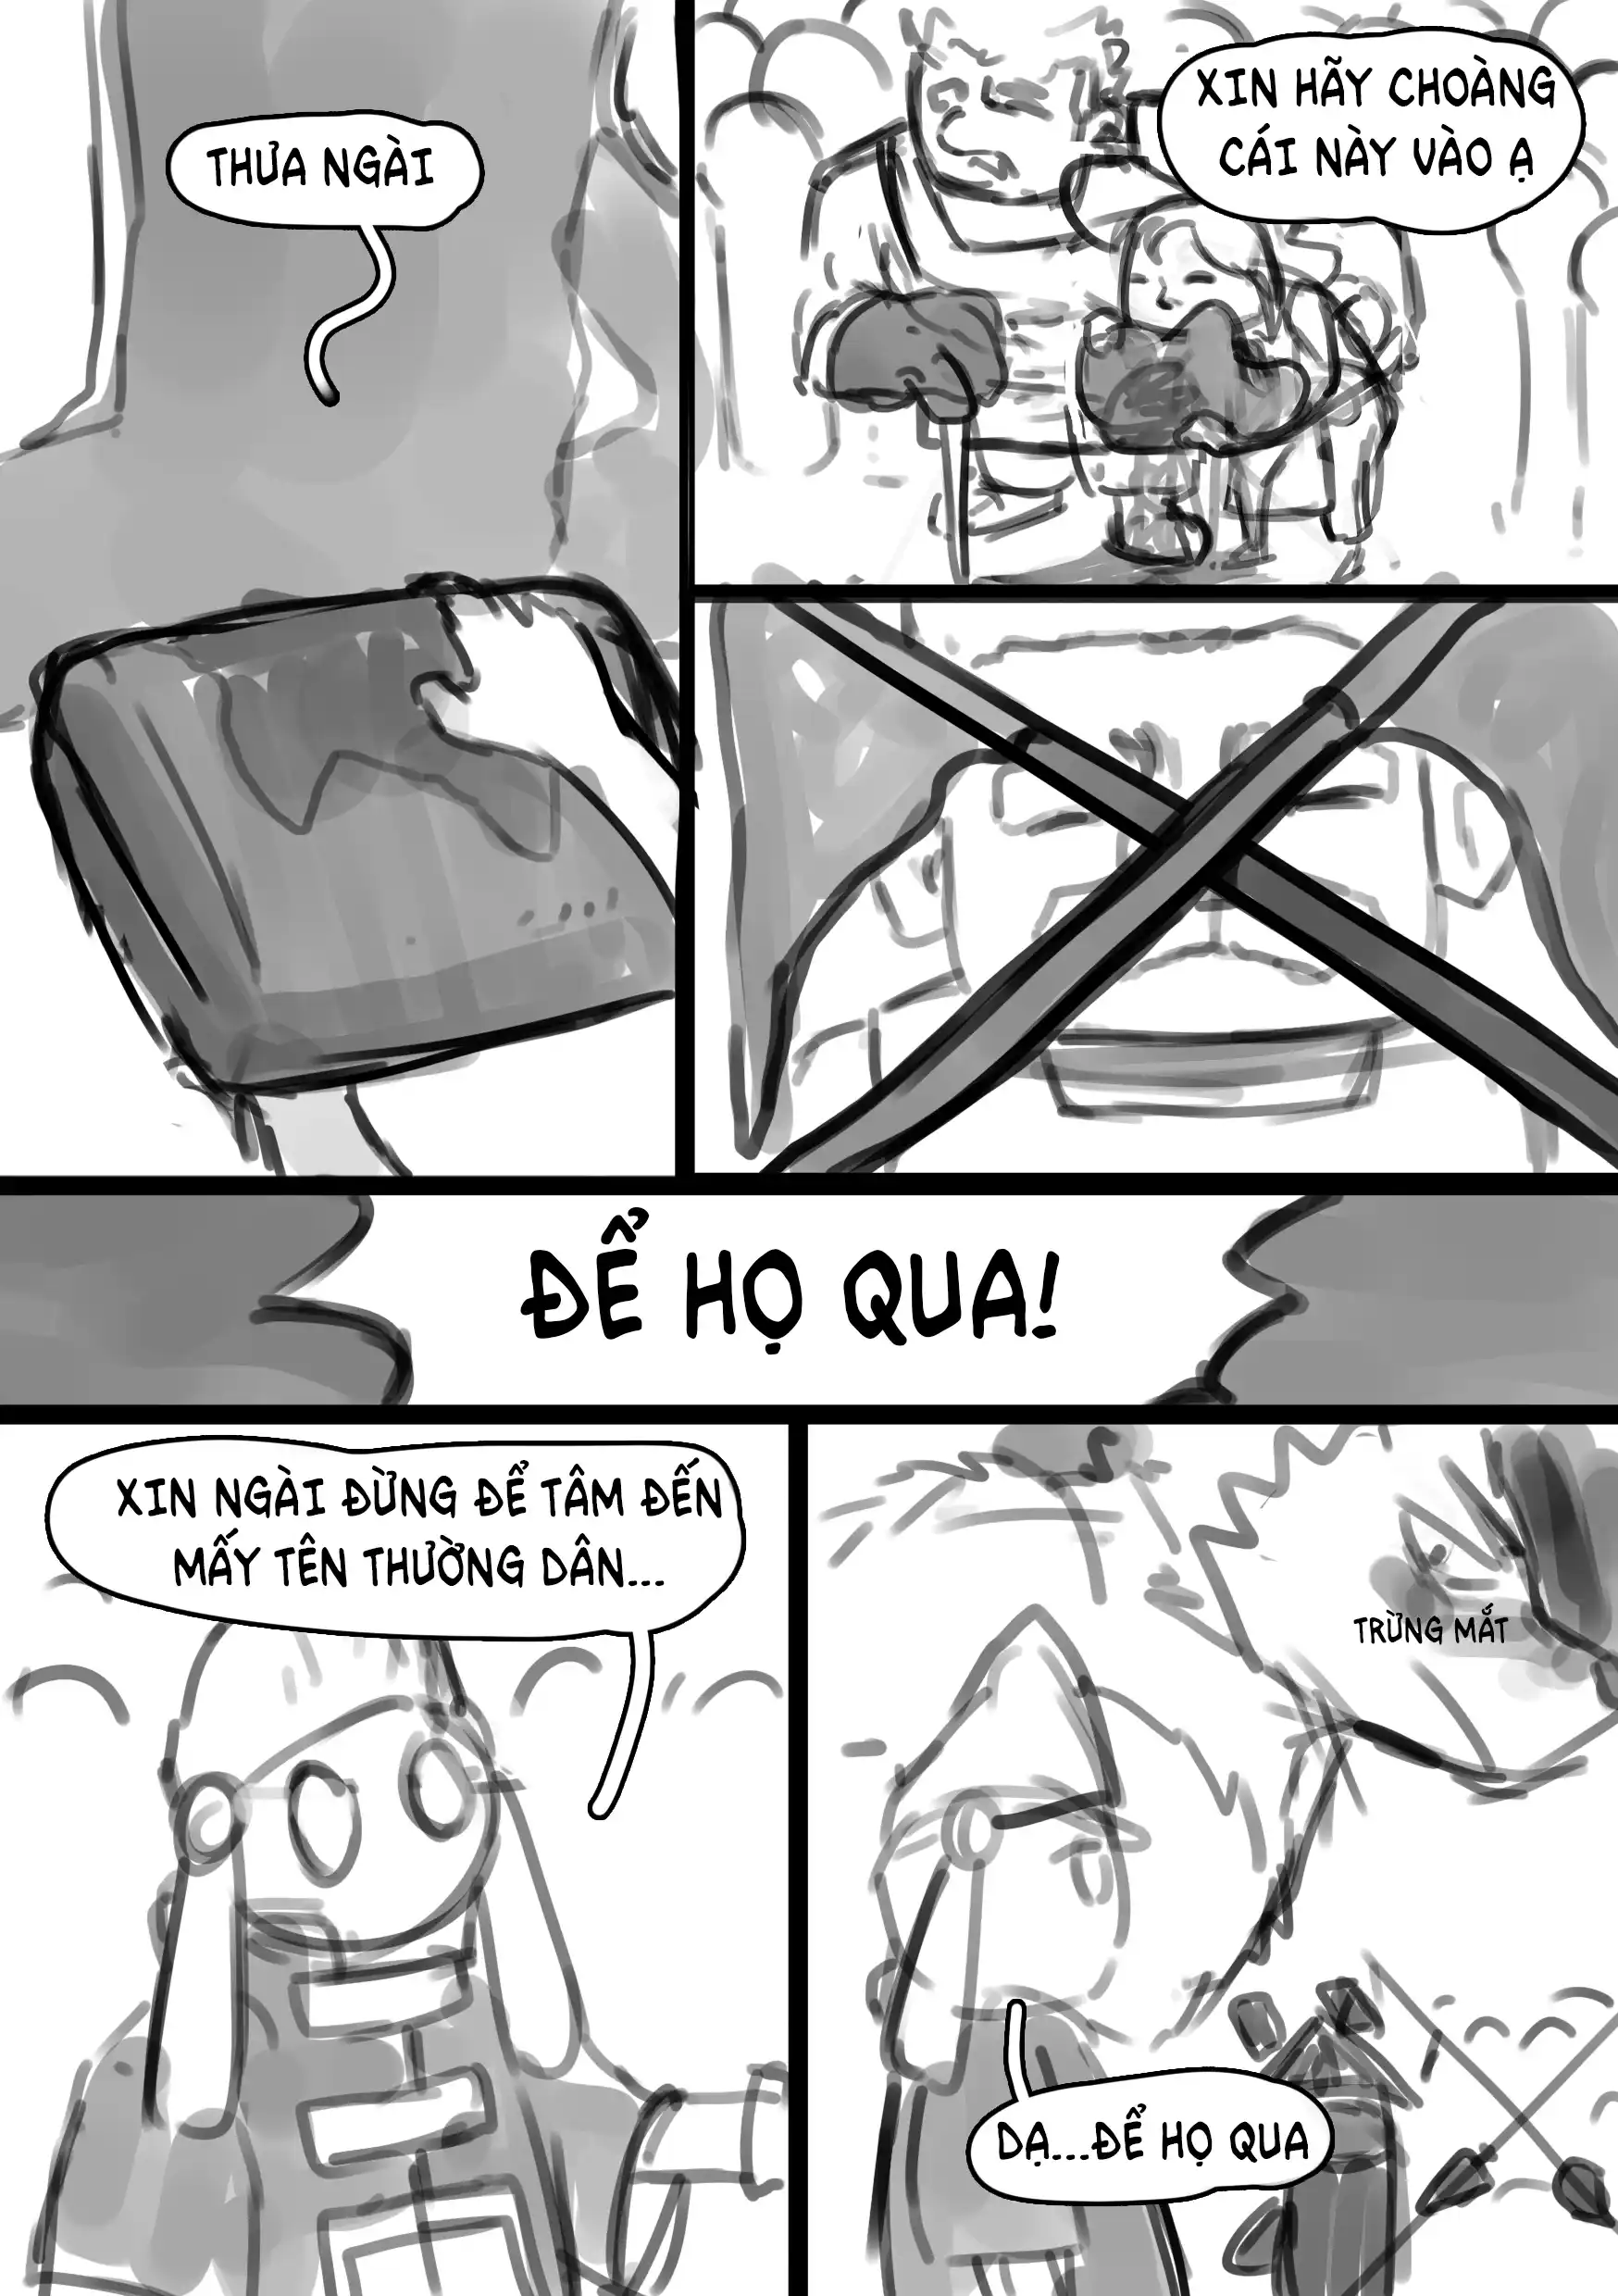 THƯA NGÀI
XIN HÃY CHOÀNG
CÁI NÀY VÀO Ạ
ĐỂ HỌ QUA!
XIN NGÀI ĐỪNG ĐỂ TÂM ĐẾN
MẤY TÊN THƯỜNG DÂN...
TRỪNG MẮT
DẠ...ĐỂ HỌ QUA